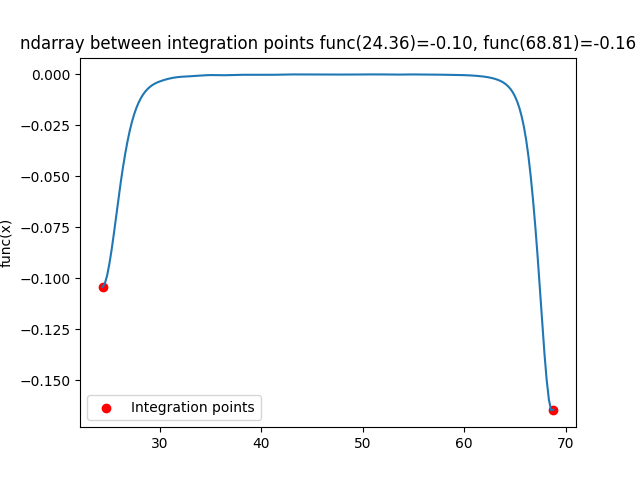 ndarray between integration points func(24.36)=-0.10, func(68.81)=-0.16
0.000
−0.025
−0.050
−0.075
−0.100
−0.125
−0.150
func(x)
Integration points
30 40 50 60 70